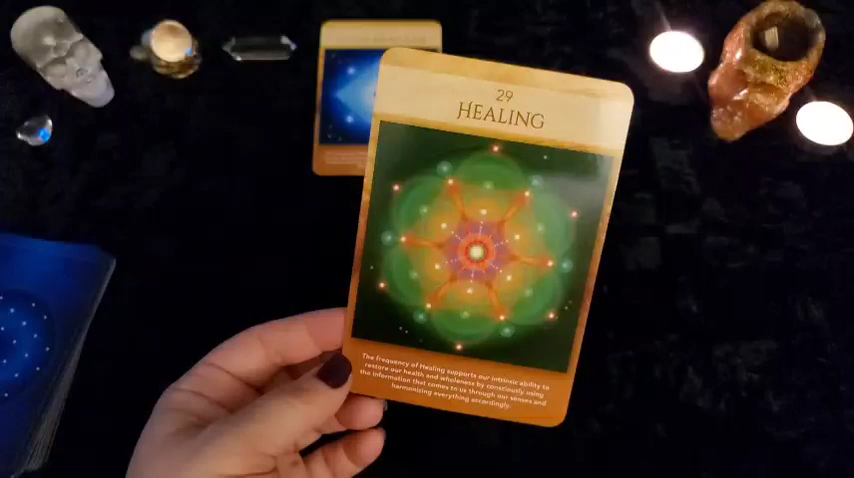 29
HEALING
The frequency of Healing supports our intrinsic ability to
restore our health and wholeness by consciously using
the information that comes to us through our senses and
harmonizing everything accordingly.